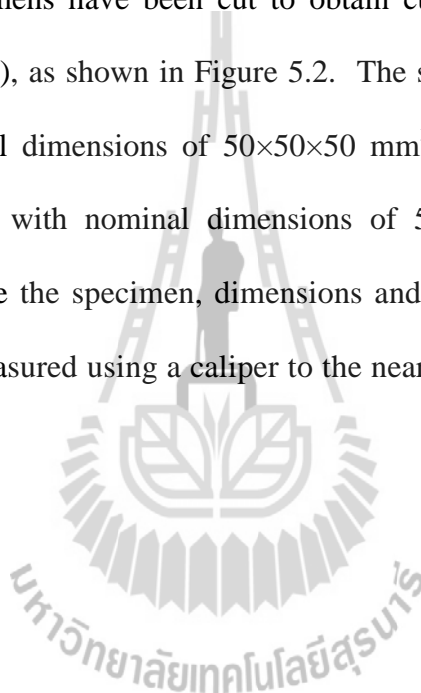 mens have been cut to obtain cu
), as shown in Figure 5.2. The s
l dimensions of 50×50×50 mm
with nominal dimensions of 5
e the specimen, dimensions and
asured using a caliper to the near
มหาวิทยาลัยเทคโนโลยีสุรนารี